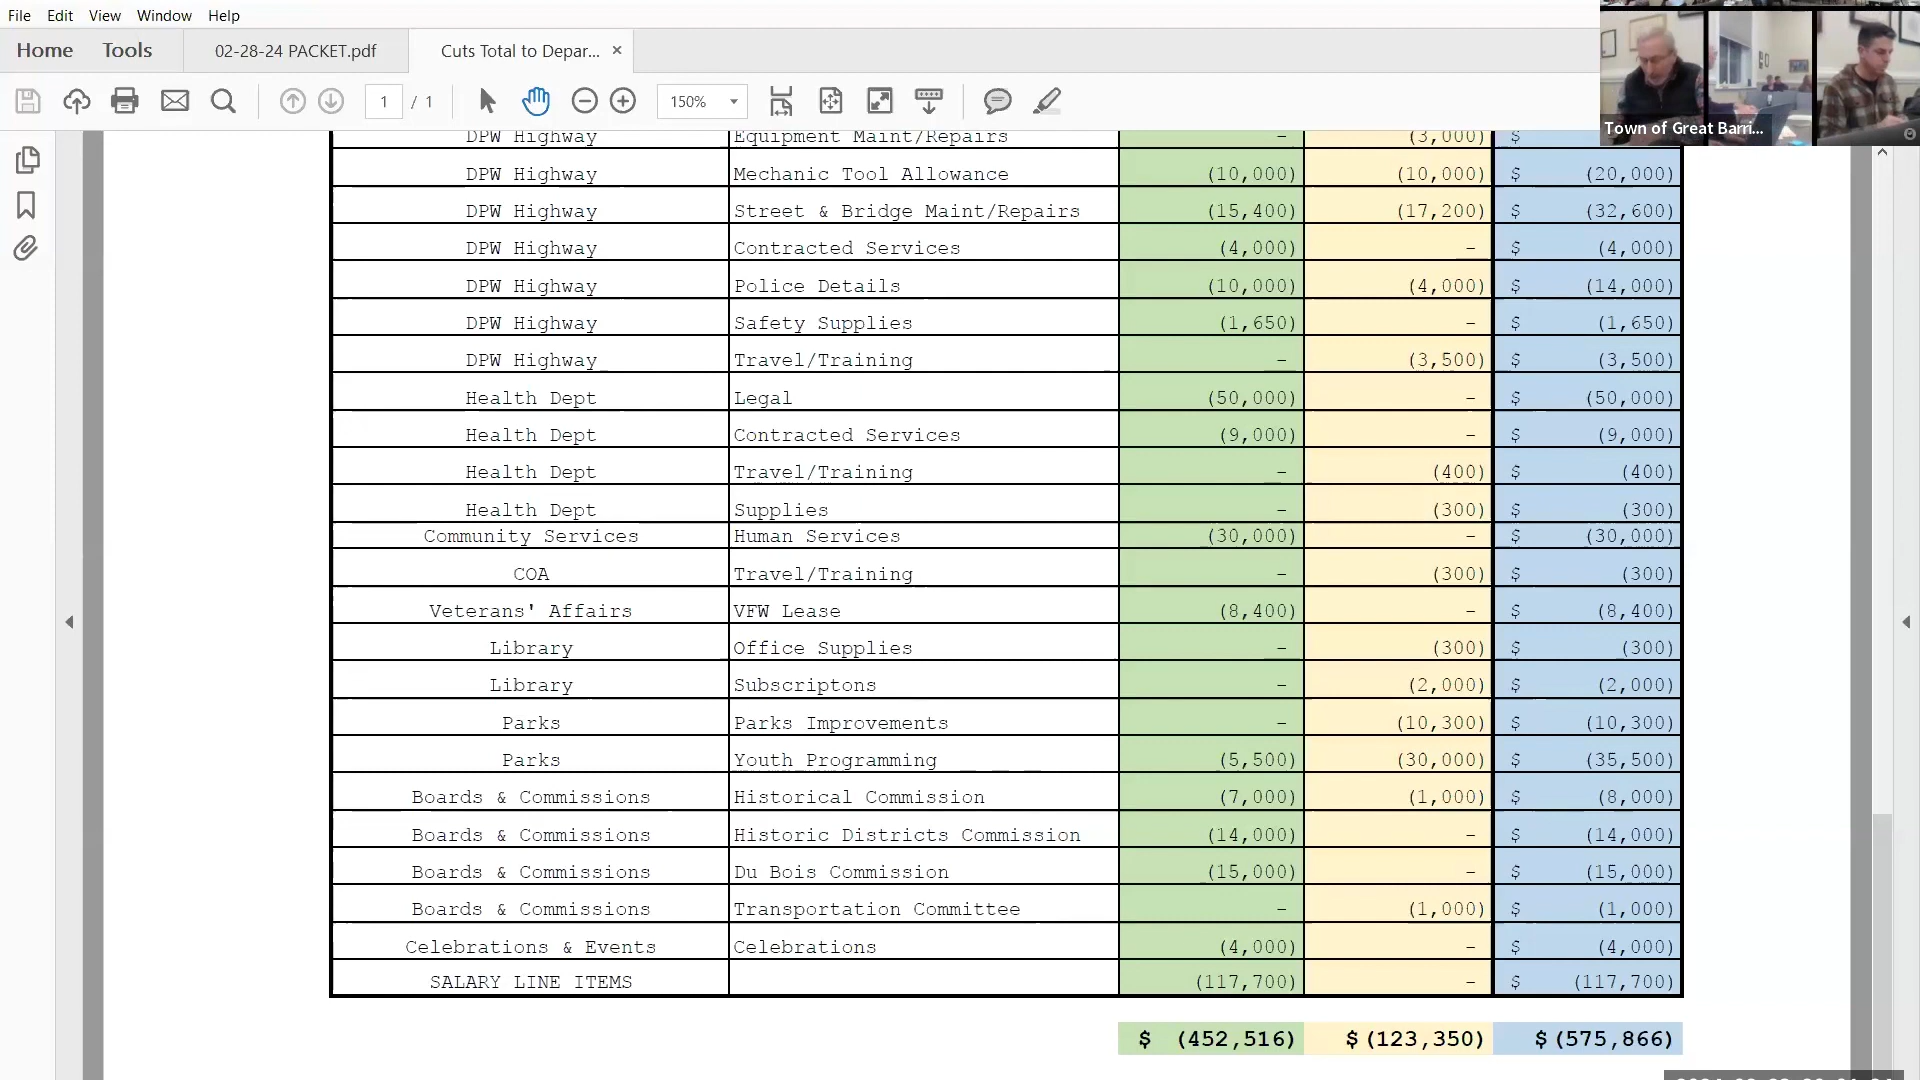 File Edit View Window Help
Home Tools 02-28-24 PACKET.pdf Cuts Total to Depar... ×
1 / 1 150%
Town of Great Barri...
DPW Highway Equipment Maint/Repairs - (3,000) $
DPW Highway Mechanic Tool Allowance (10,000) (10,000) $ (20,000)
DPW Highway Street & Bridge Maint/Repairs (15,400) (17,200) $ (32,600)
DPW Highway Contracted Services (4,000) - $ (4,000)
DPW Highway Police Details (10,000) (4,000) $ (14,000)
DPW Highway Safety Supplies (1,650) - $ (1,650)
DPW Highway Travel/Training - (3,500) $ (3,500)
Health Dept Legal (50,000) - $ (50,000)
Health Dept Contracted Services (9,000) - $ (9,000)
Health Dept Travel/Training - (400) $ (400)
Health Dept Supplies - (300) $ (300)
Community Services Human Services (30,000) - $ (30,000)
COA Travel/Training - (300) $ (300)
Veterans' Affairs VFW Lease (8,400) - $ (8,400)
Library Office Supplies - (300) $ (300)
Library Subscriptons - (2,000) $ (2,000)
Parks Parks Improvements - (10,300) $ (10,300)
Parks Youth Programming (5,500) (30,000) $ (35,500)
Boards & Commissions Historical Commission (7,000) (1,000) $ (8,000)
Boards & Commissions Historic Districts Commission (14,000) - $ (14,000)
Boards & Commissions Du Bois Commission (15,000) - $ (15,000)
Boards & Commissions Transportation Committee - (1,000) $ (1,000)
Celebrations & Events Celebrations (4,000) - $ (4,000)
SALARY LINE ITEMS (117,700) - $ (117,700)
$ (452,516) $ (123,350) $ (575,866)